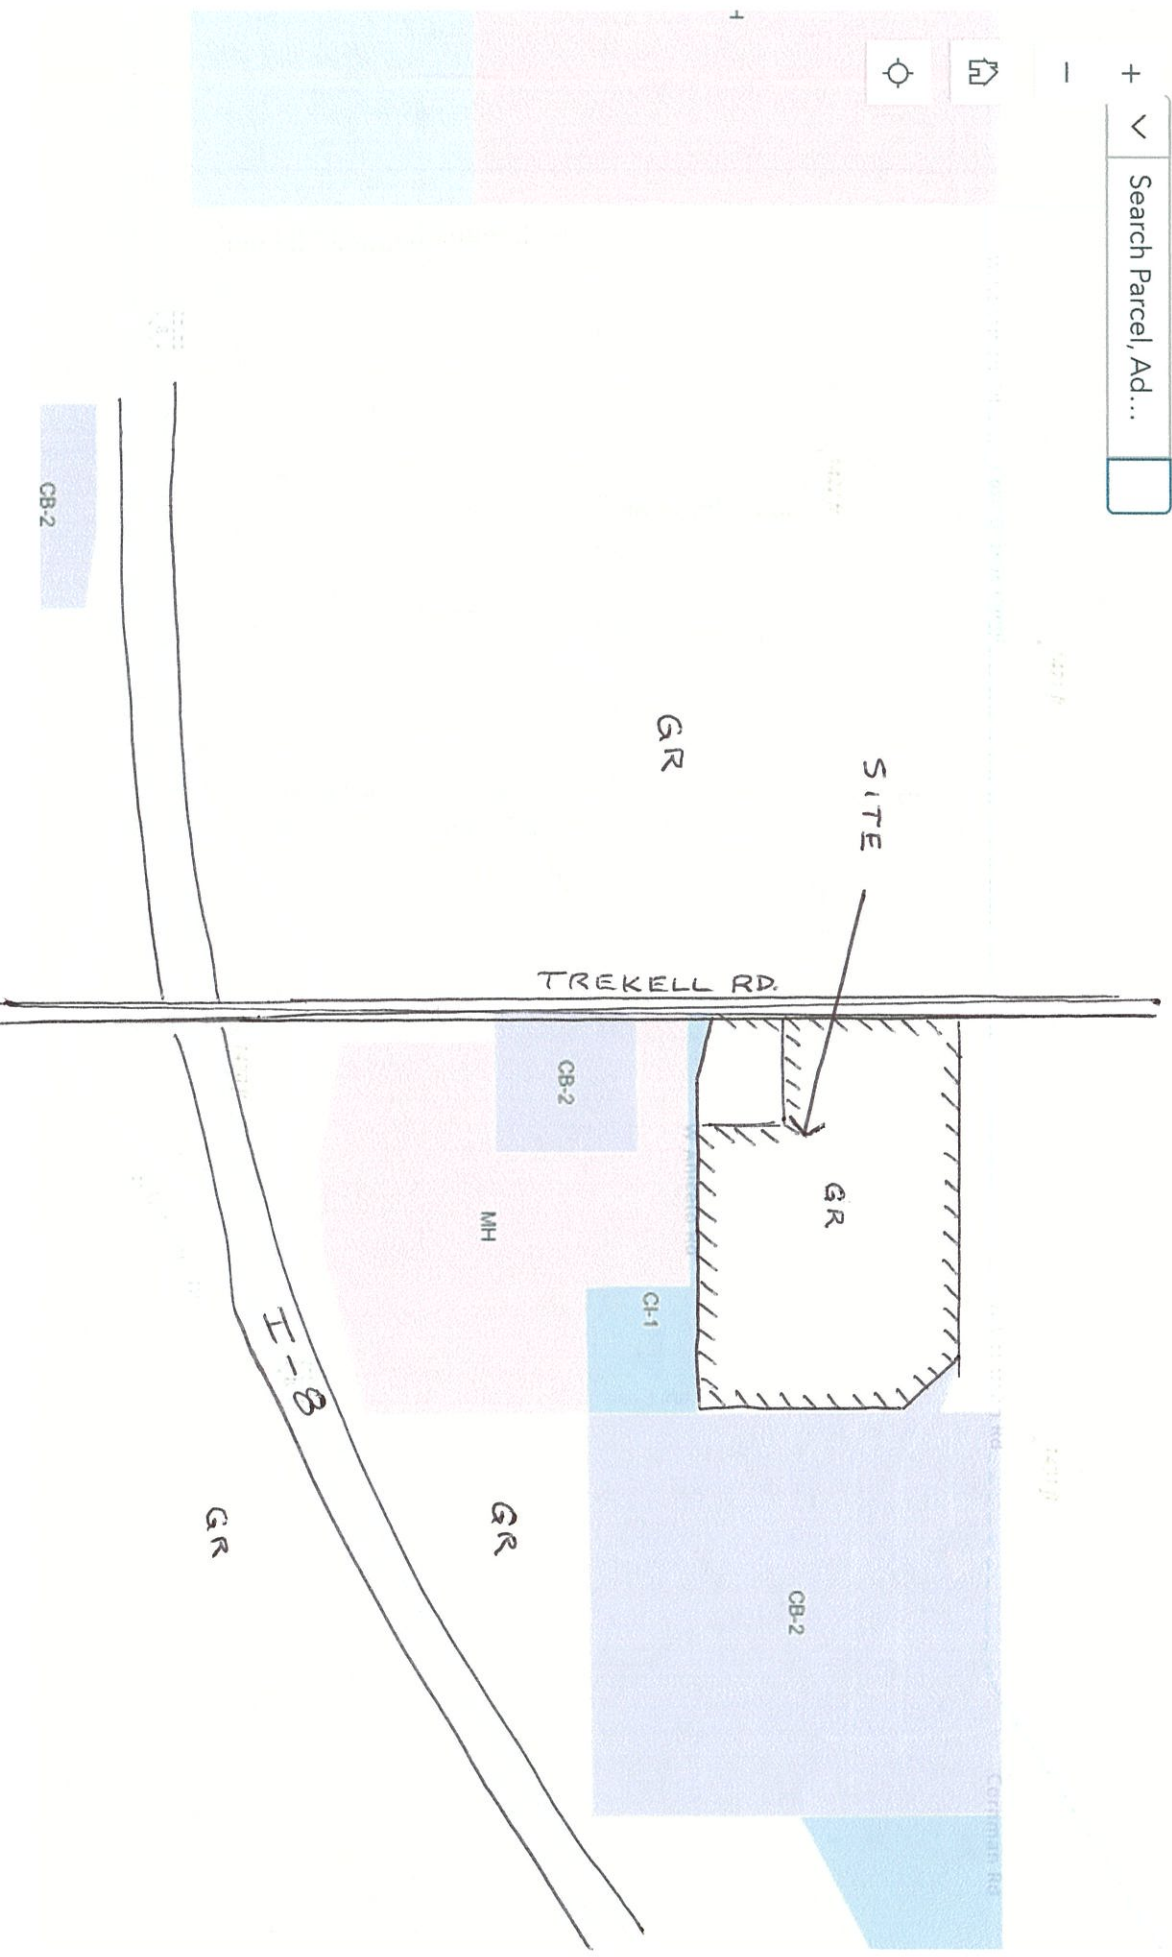 +
−
Search Parcel, Ad...
SITE
GR
TREKELL RD.
GR
CB-2
CB-2
MH
CI-1
CB-2
I-8
GR
GR
Rd